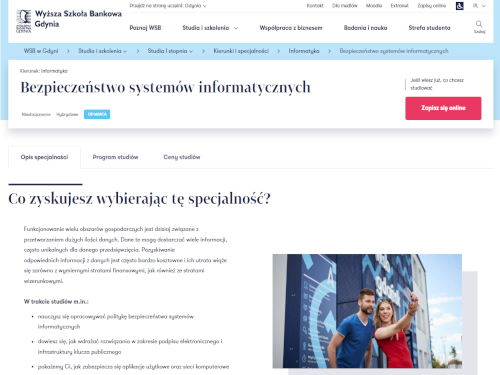 Przejdź na stronę uczelni: Gdynia
Kontakt Dla mediów Moodle Extranet Zapisy online PL
Wyższa Szkoła Bankowa
Gdynia
Poznaj WSB Studia i szkolenia Współpraca z biznesem Badania i nauka Strefa studenta
Szukaj
WSB w Gdyni Studia i szkolenia Studia I stopnia Kierunki i specjalności Informatyka Bezpieczeństwo systemów informatycznych
Kierunek: Informatyka
Bezpieczeństwo systemów informatycznych
Niestacjonarne Hybrydowe
Jeśli wiesz już, co chcesz
studiować
Zapisz się online
Opis specjalności Program studiów Ceny studiów
Co zyskujesz wybierając tę specjalność?
Funkcjonowanie wielu obszarów gospodarczych jest dzisiaj związane z
przetwarzaniem dużych ilości danych. Dane te mogą dostarczać wiele informacji,
często unikalnych dla danego przedsięwzięcia. Pozyskiwanie
odpowiednich informacji z danych jest często bardzo kosztowne i ich utrata wiąże
się zarówno z wymiernymi stratami finansowymi, jak również ze stratami
wizerunkowymi.
W trakcie studiów m.in.:
nauczysz się opracowywać politykę bezpieczeństwa systemów
informatycznych
dowiesz się, jak wdrażać rozwiązania w zakresie podpisu elektronicznego i
infrastruktury klucza publicznego
pokażemy Ci, jak zabezpiecza się aplikacje użytkowe oraz sieci komputerowe